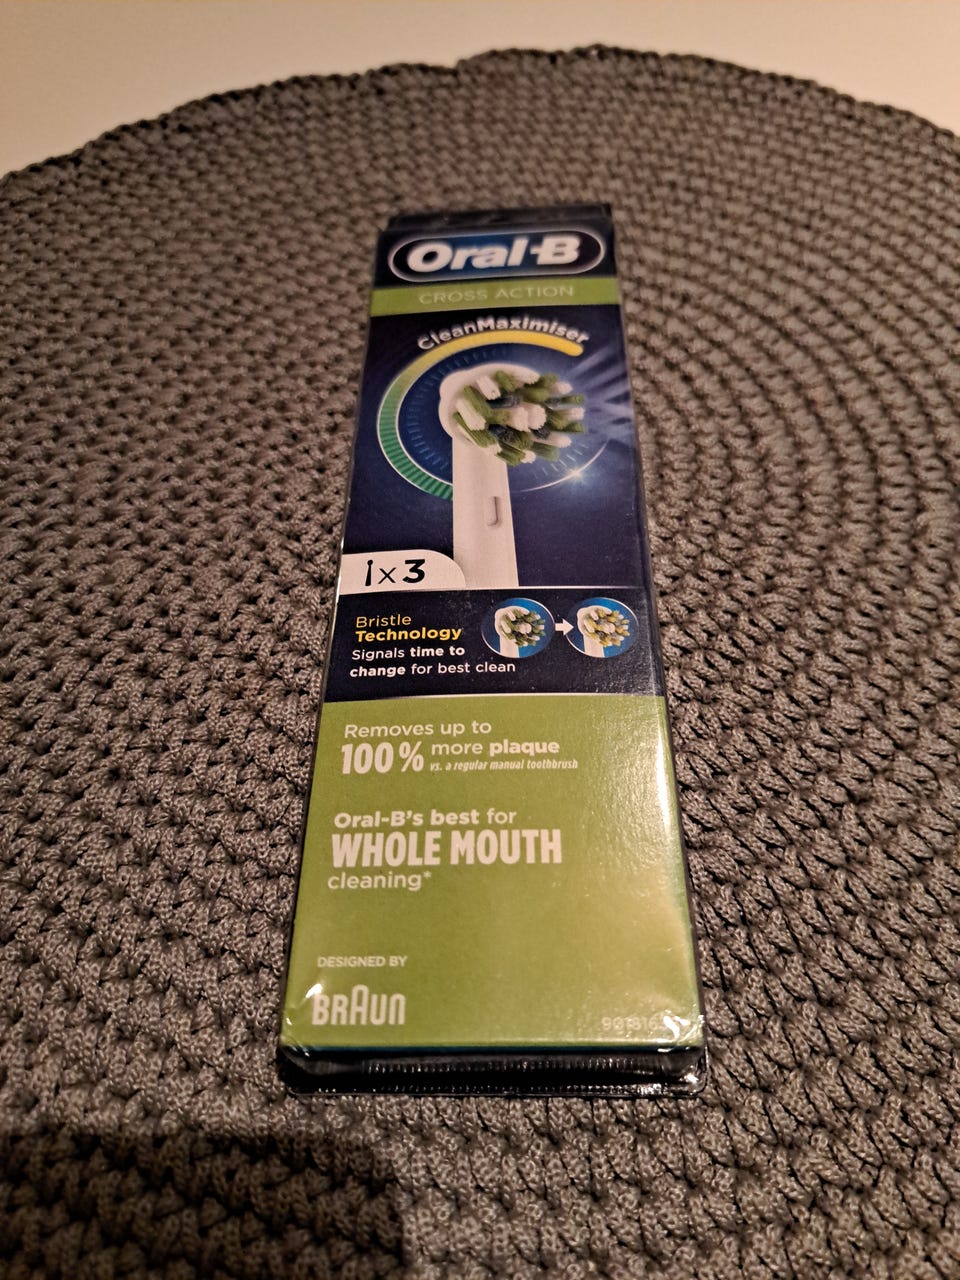 Oral-B
CROSS ACTION
CleanMaximiser
x 3
Bristle
Technology
Signals time to
change for best clean
Removes up to
100% more plaque
vs. a regular manual toothbrush
Oral-B's best for
WHOLE MOUTH
cleaning*
DESIGNED BY
BRAUN